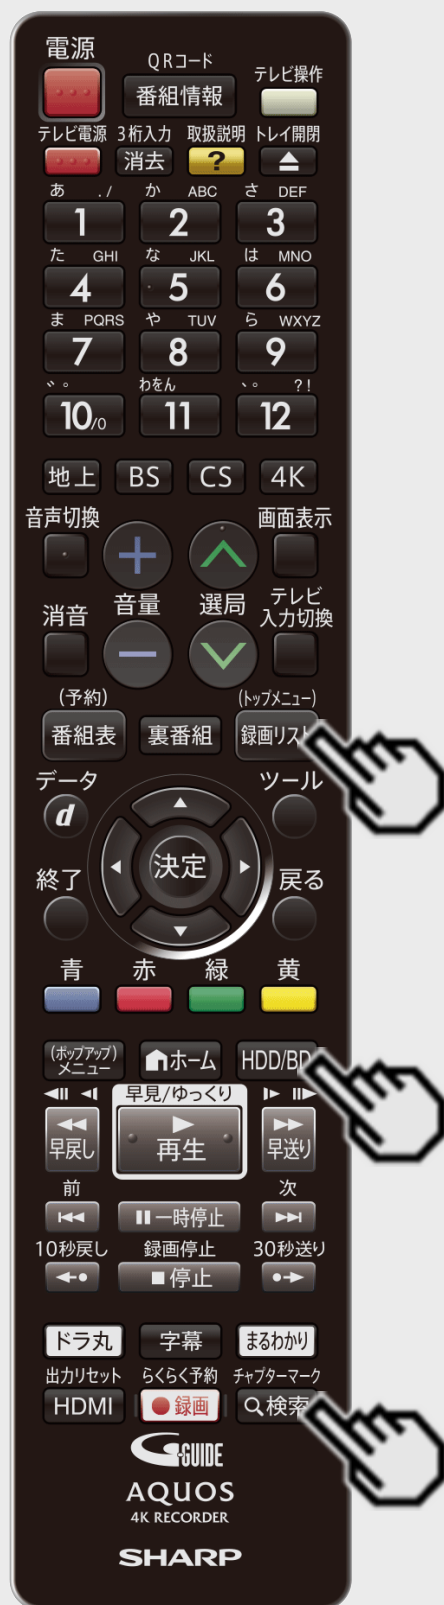 電源
QRコード
番組情報
テレビ操作
テレビ電源 3桁入力 取扱説明 トレイ開閉
消去 ?
あ ./ か ABC さ DEF
1 2 3
た GHI な JKL は MNO
4 5 6
ま PQRS や TUV ら WXYZ
7 8 9
゛゜ わをん 、。 ?!
10/0 11 12
地上 BS CS 4K
音声切換 画面表示
消音 音量 選局 テレビ
入力切換
(予約) (トップメニュー)
番組表 裏番組 録画リスト
データ ツール
d
決定
終了 戻る
青 赤 緑 黄
(ポップアップ)
メニュー ホーム HDD/BD
早見/ゆっくり
早戻し 再生 早送り
前 次
一時停止
10秒戻し 録画停止 30秒送り
停止
ドラ丸 字幕 まるわかり
出力リセット らくらく予約 チャプターマーク
HDMI 録画 検索
G-GUIDE
AQUOS
4K RECORDER
SHARP